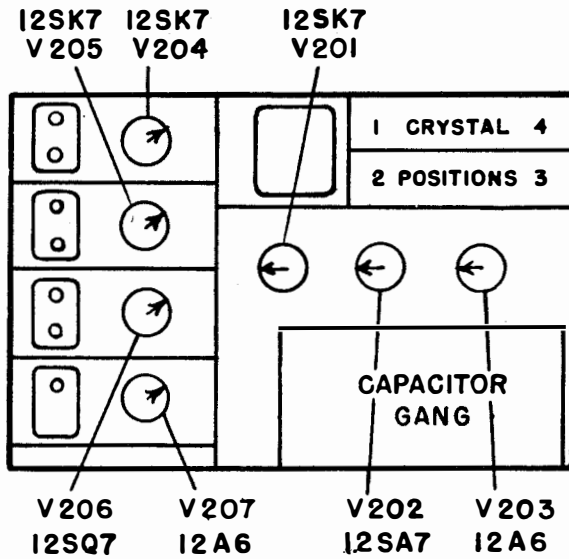 12SK7 12SK7 12SK7
V205 V204 V201
1 CRYSTAL 4
2 POSITIONS 3
CAPACITOR
GANG
V206 V207 V202 V203
12SQ7 12A6 12SA7 12A6